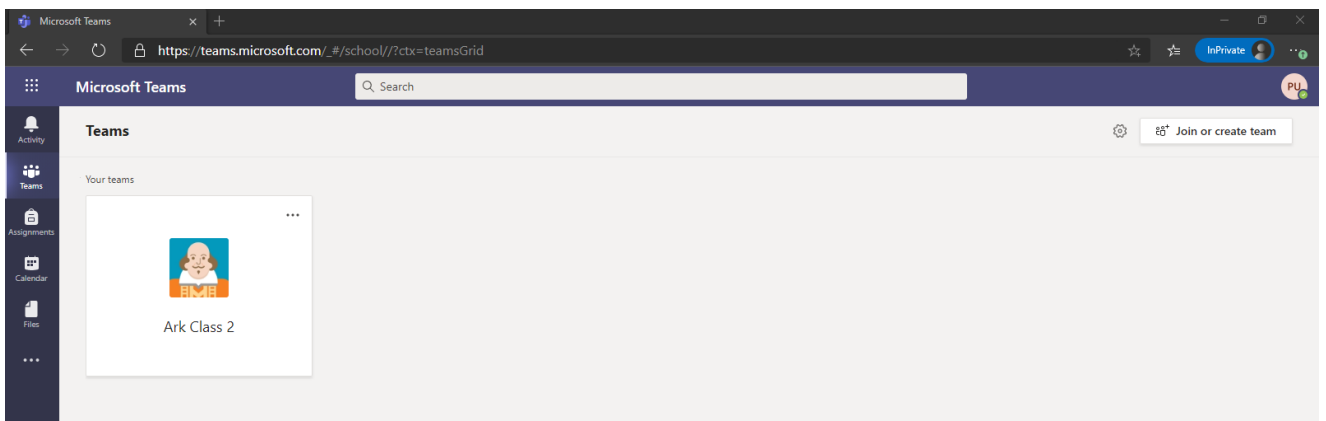 Microsoft Teams
https://teams.microsoft.com/_#/school//?ctx=teamsGrid
InPrivate
Microsoft Teams
Search
PU
Activity
Teams
Join or create team
Teams
Your teams
Assignments
Calendar
Files
Ark Class 2